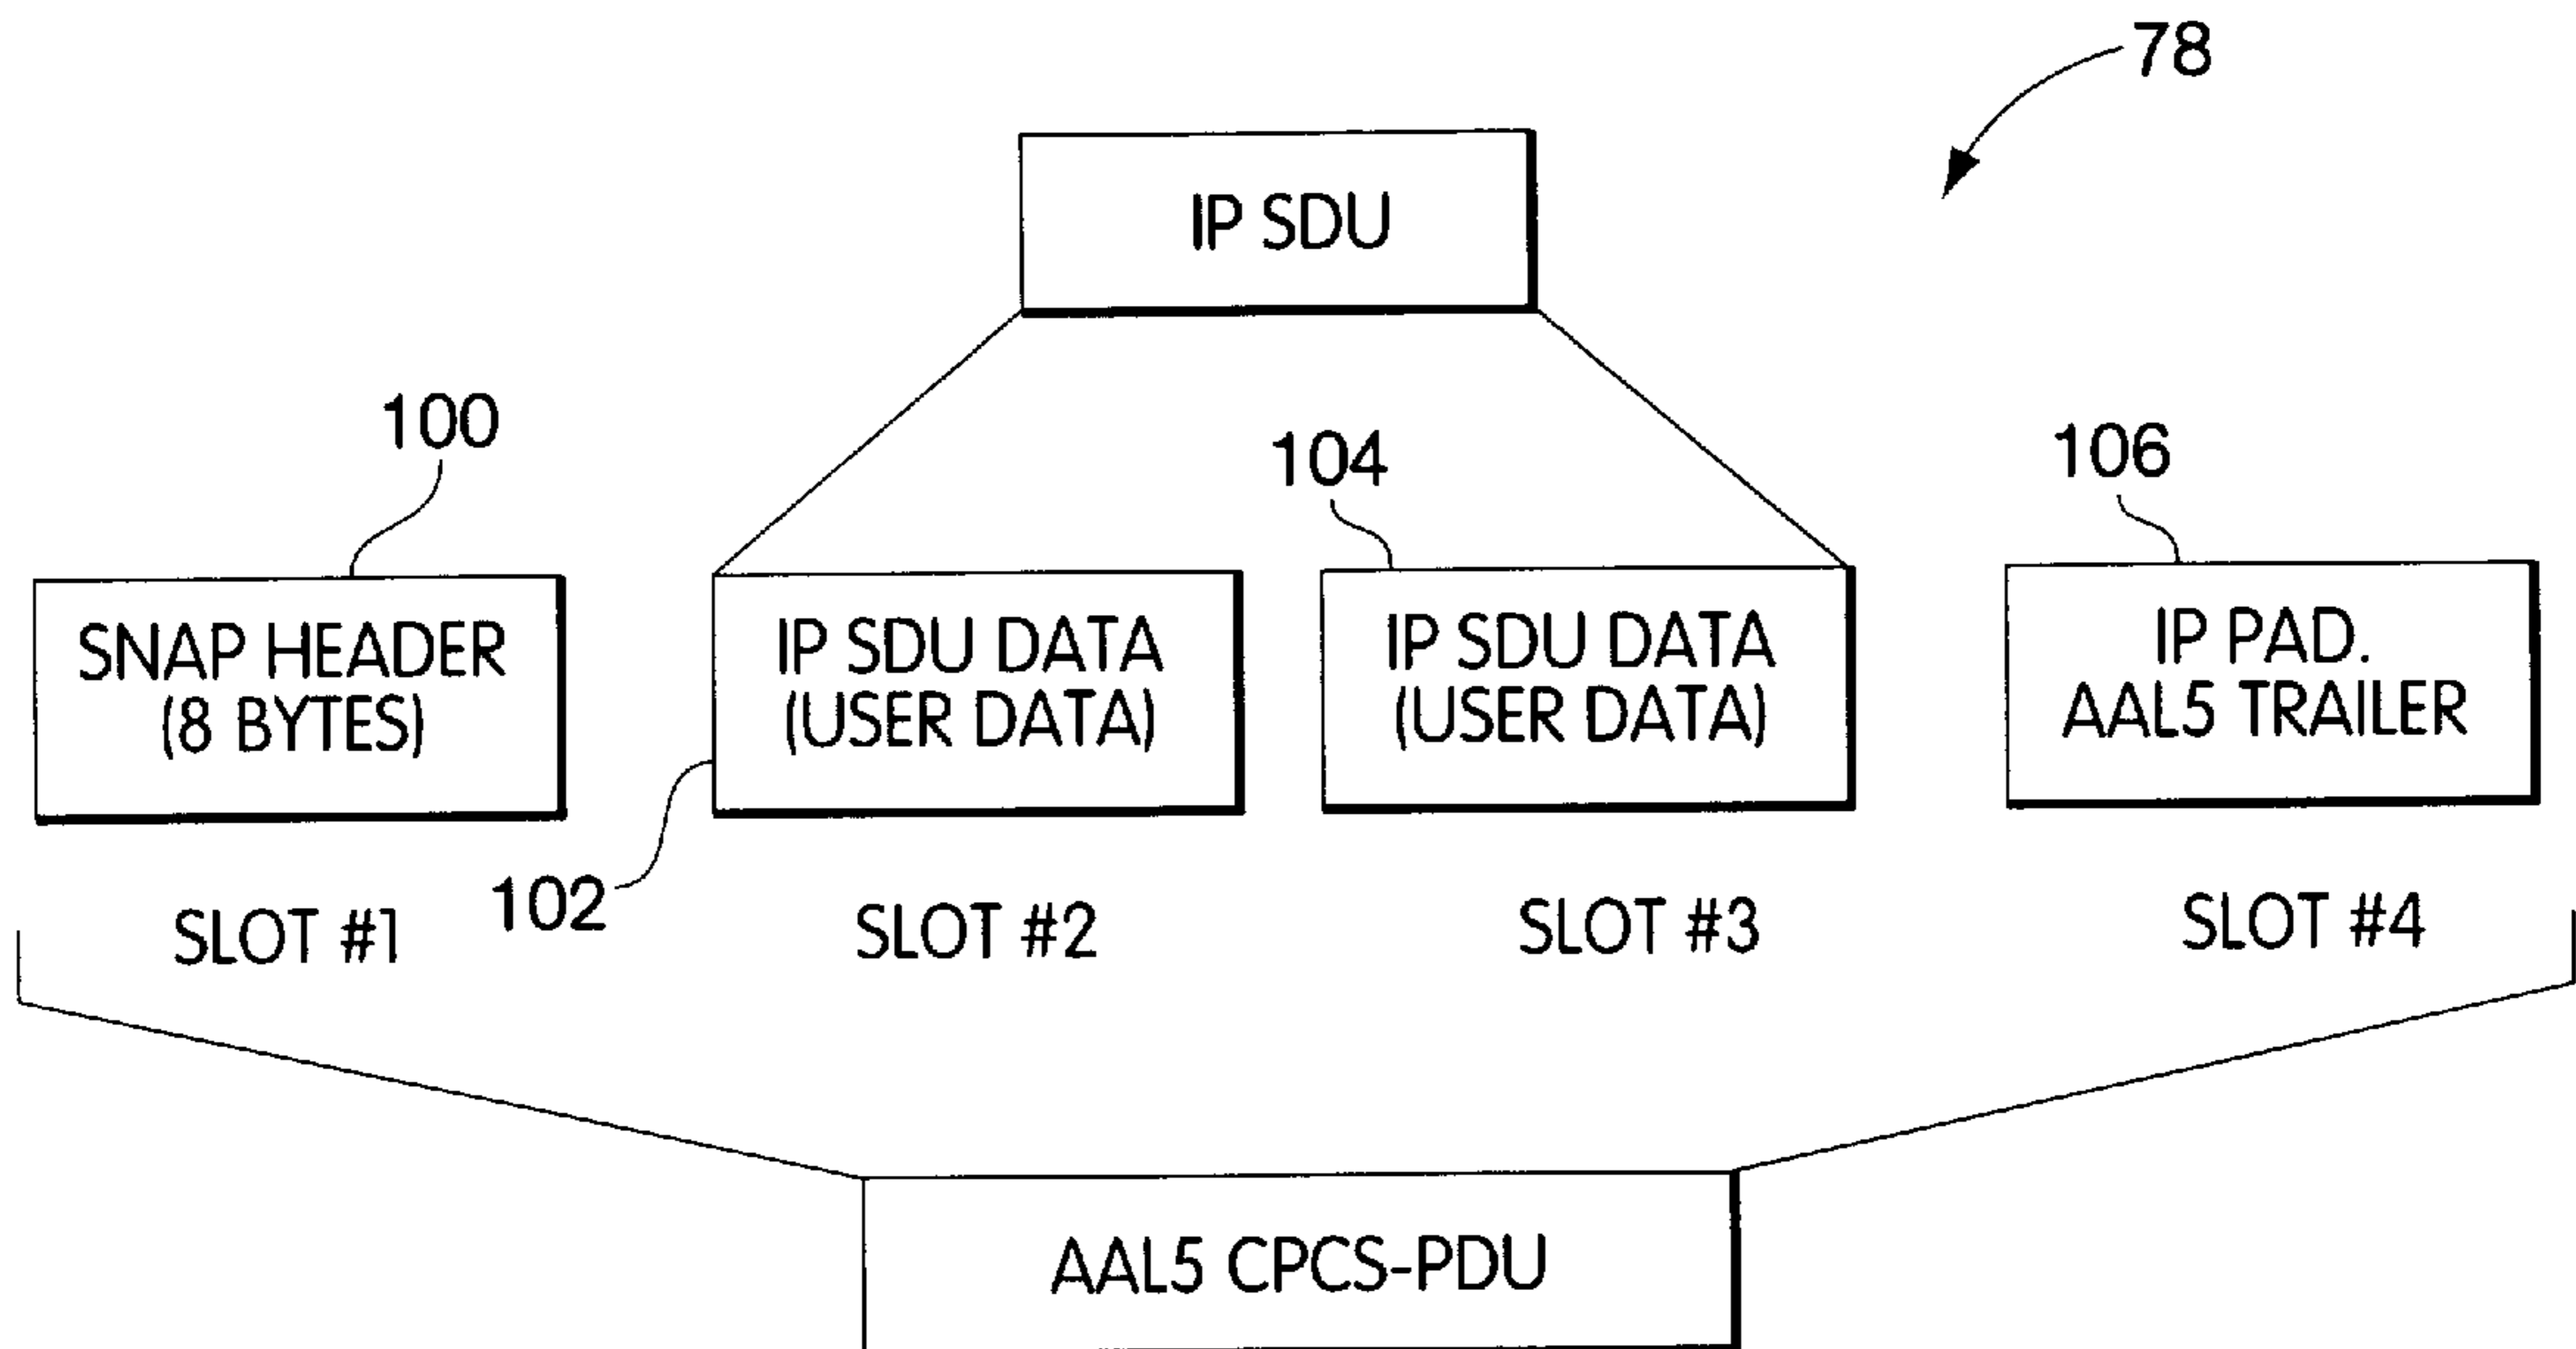 78
IP SDU
100
104
106
SNAP HEADER
(8 BYTES)
IP SDU DATA
(USER DATA)
IP SDU DATA
(USER DATA)
IP PAD.
AAL5 TRAILER
102
SLOT #1
SLOT #2
SLOT #3
SLOT #4
AAL5 CPCS-PDU